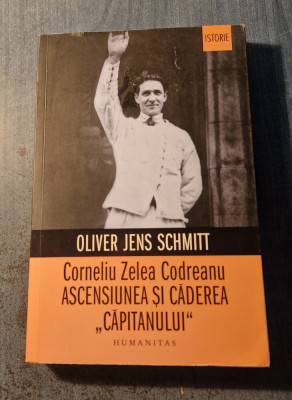 ISTORIE
OLIVER JENS SCHMITT
Corneliu Zelea Codreanu
ASCENSIUNEA ȘI CĂDEREA
„CĂPITANULUI“
HUMANITAS